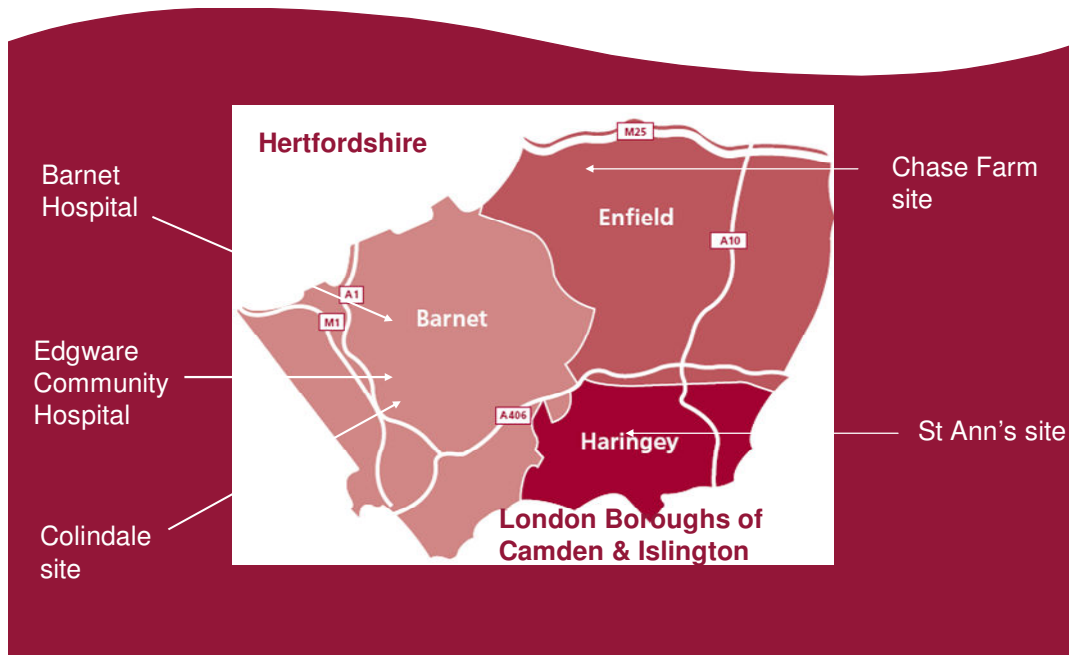 Hertfordshire
M25
Barnet
Hospital
Chase Farm
site
Enfield
A10
A1
M1
Barnet
Edgware
Community
Hospital
A406
Haringey
St Ann's site
London Boroughs of
Camden & Islington
Colindale
site